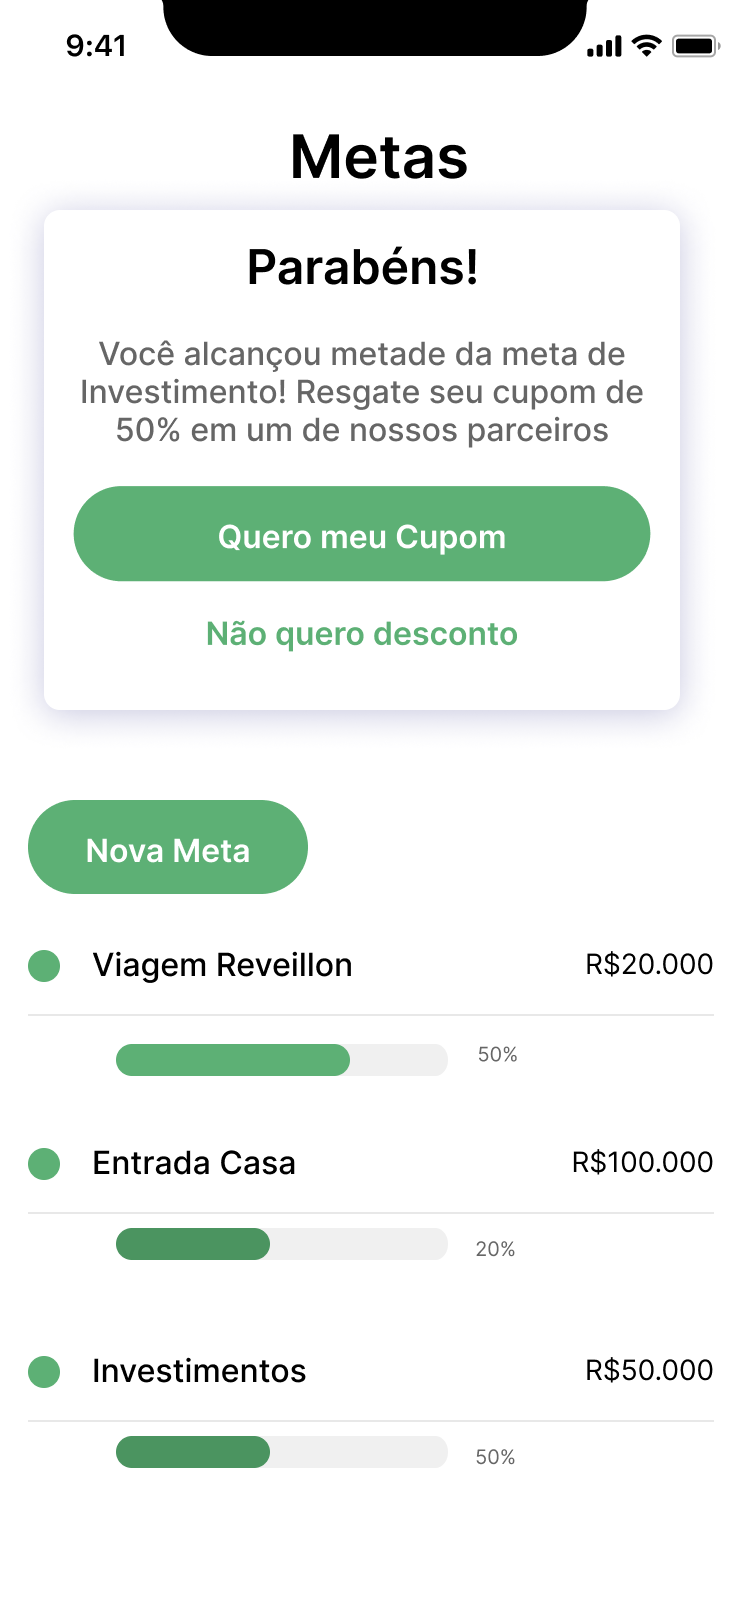 9:41
Metas
Parabéns!
Você alcançou metade da meta de
Investimento! Resgate seu cupom de
50% em um de nossos parceiros
Quero meu Cupom
Não quero desconto
Nova Meta
Viagem Reveillon R$20.000
50%
Entrada Casa R$100.000
20%
Investimentos R$50.000
50%